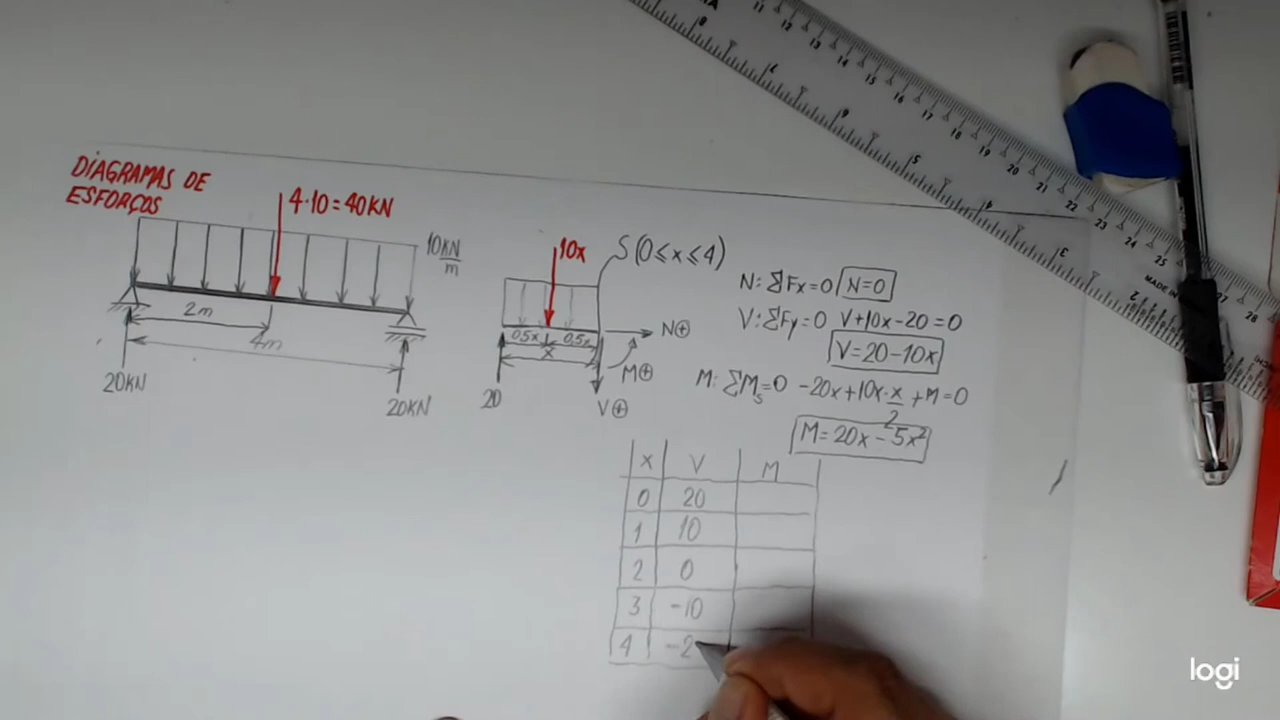 DIAGRAMAS DE
ESFORÇOS
4·10=40KN
10KN/m
2m
4m
20KN
20KN
10x
S(0≤x≤4)
0,5x
0,5x
x
N⊕
M⊕
V⊕
20
N: ΣFx=0 N=0
V: ΣFy=0 V+10x-20=0
V=20-10x
M: ΣMs=0 -20x+10x·x/2+M=0
M=20x-5x²
x V M
0 20
1 10
2 0
3 -10
4 -2
logi